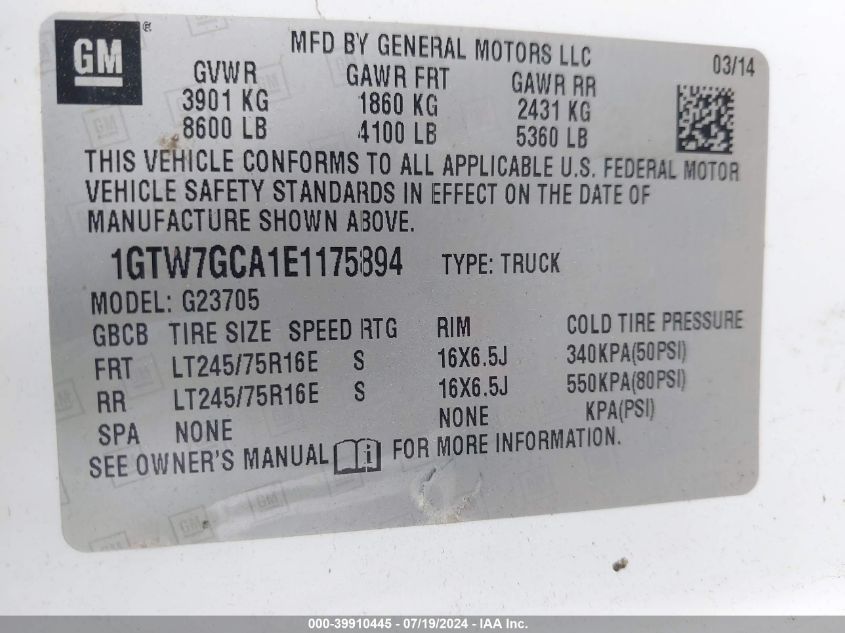 GM ®
MFD BY GENERAL MOTORS LLC
03/14
GVWR GAWR FRT GAWR RR
3901 KG 1860 KG 2431 KG
8600 LB 4100 LB 5360 LB
THIS VEHICLE CONFORMS TO ALL APPLICABLE U.S. FEDERAL MOTOR
VEHICLE SAFETY STANDARDS IN EFFECT ON THE DATE OF
MANUFACTURE SHOWN ABOVE.
1GTW7GCA1E1175894 TYPE: TRUCK
MODEL: G23705
GBCB TIRE SIZE SPEED RTG RIM COLD TIRE PRESSURE
FRT LT245/75R16E S 16X6.5J 340KPA(50PSI)
RR LT245/75R16E S 16X6.5J 550KPA(80PSI)
SPA NONE NONE KPA(PSI)
SEE OWNER'S MANUAL i FOR MORE INFORMATION.
000-39910445 - 07/19/2024 - IAA Inc.